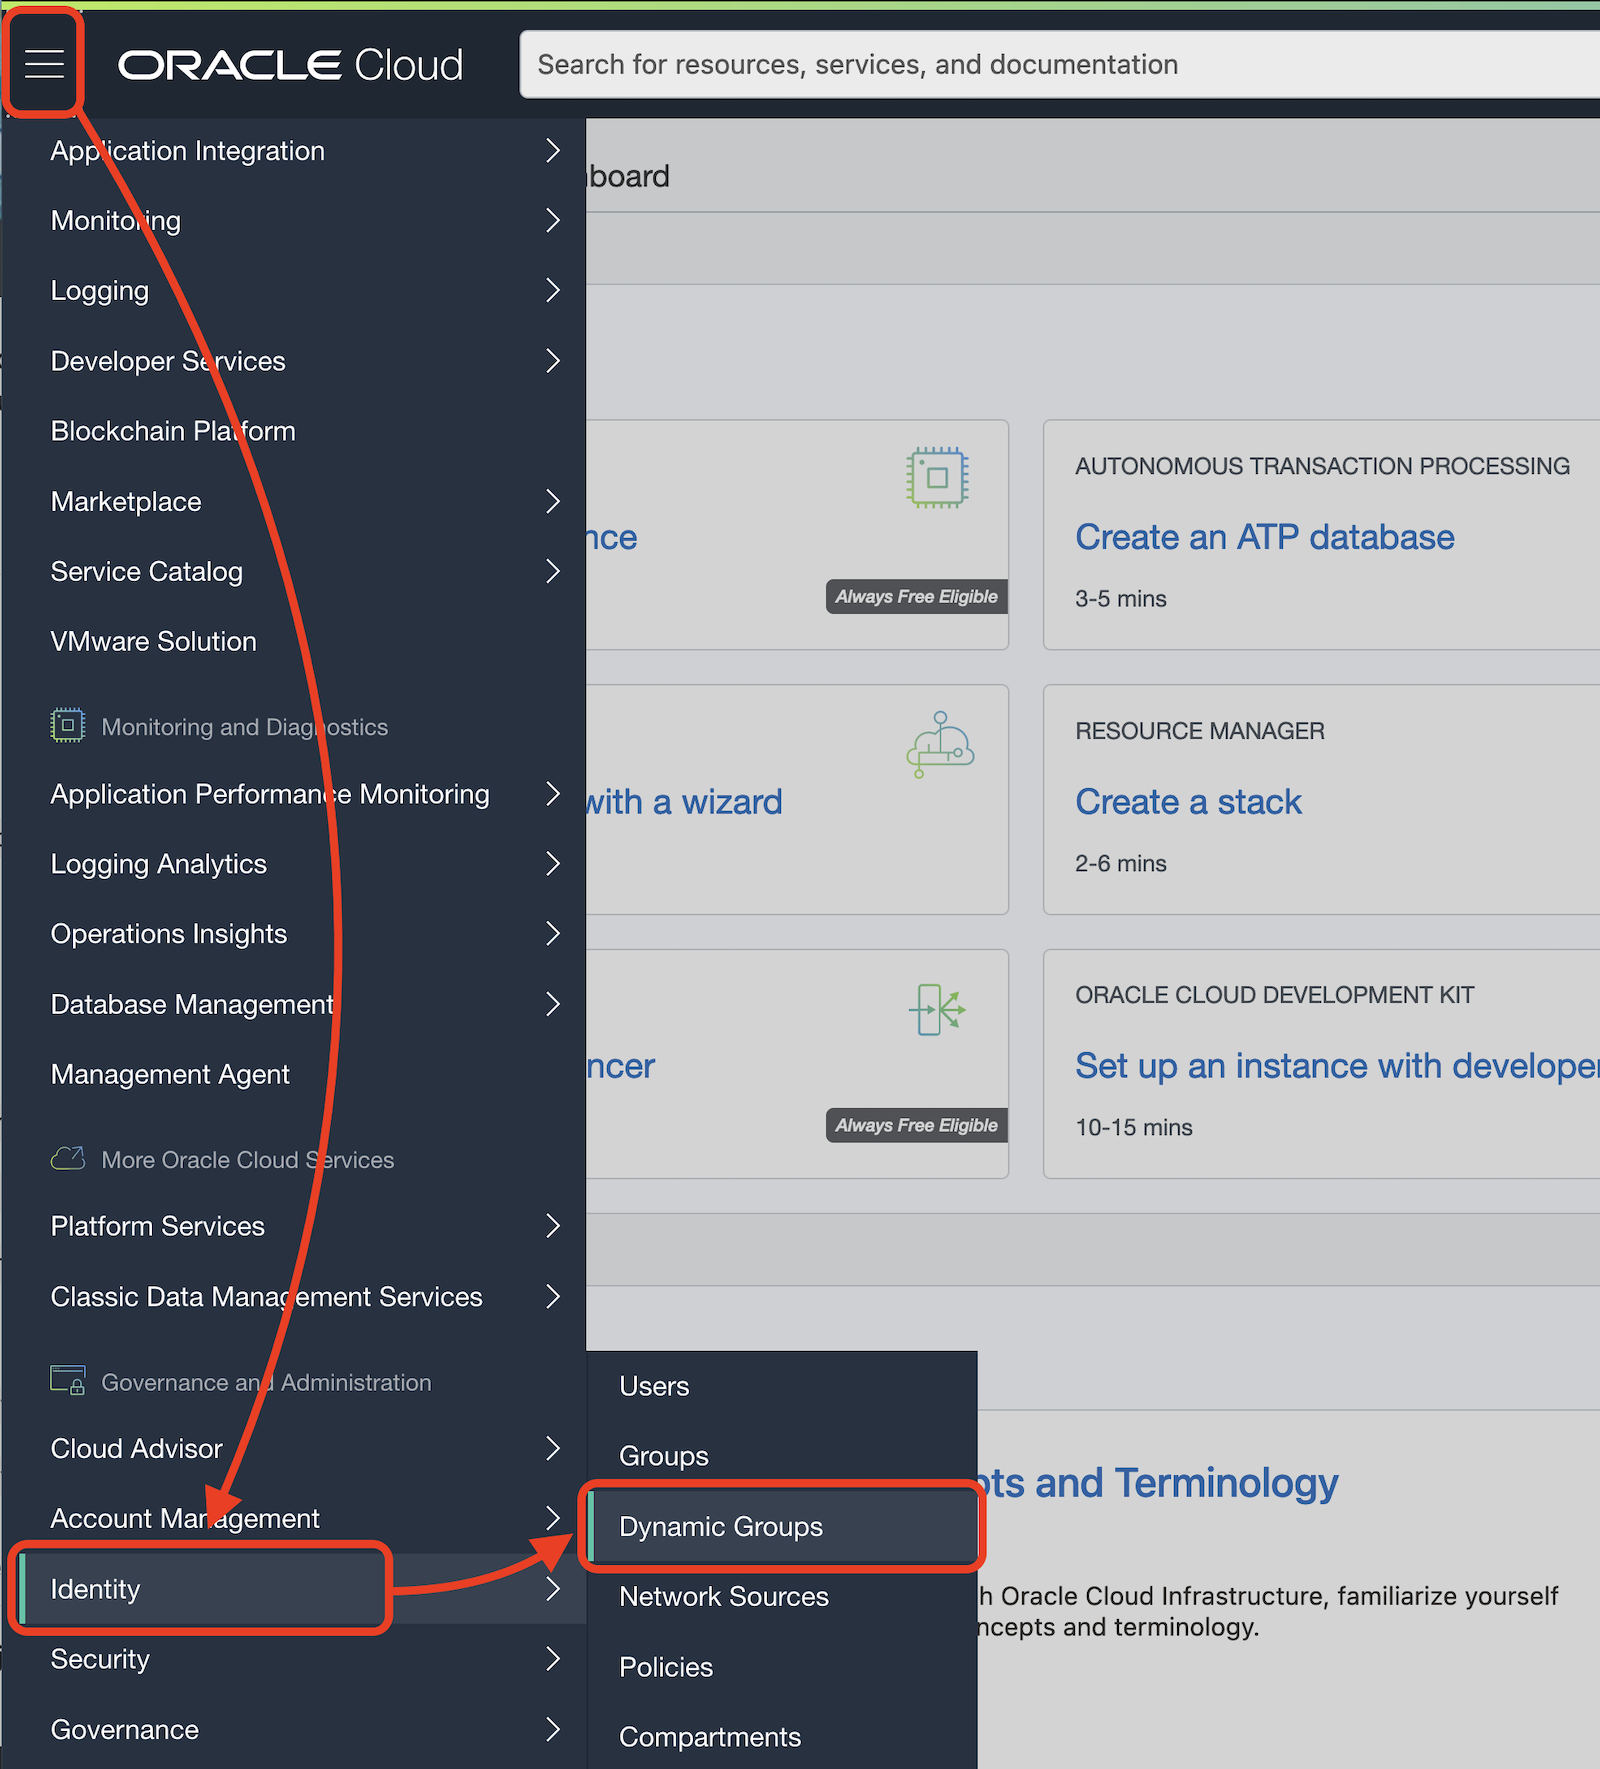 ORACLE Cloud
Search for resources, services, and documentation
Application Integration
Monitoring
Logging
Developer Services
Blockchain Platform
Marketplace
Service Catalog
VMware Solution
Monitoring and Diagnostics
Application Performance Monitoring
Logging Analytics
Operations Insights
Database Management
Management Agent
More Oracle Cloud Services
Platform Services
Classic Data Management Services
Governance and Administration
Cloud Advisor
Account Management
Identity
Security
Governance
Users
Groups
Dynamic Groups
Network Sources
Policies
Compartments
board
nce
Always Free Eligible
AUTONOMOUS TRANSACTION PROCESSING
Create an ATP database
3-5 mins
with a wizard
RESOURCE MANAGER
Create a stack
2-6 mins
ncer
Always Free Eligible
ORACLE CLOUD DEVELOPMENT KIT
Set up an instance with developer
10-15 mins
pts and Terminology
h Oracle Cloud Infrastructure, familiarize yourself
ncepts and terminology.